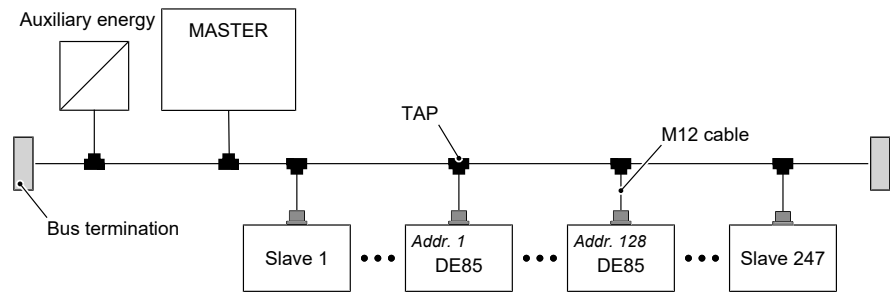 Auxiliary energy
MASTER
TAP
M12 cable
Bus termination
Slave 1
Addr. 1
DE85
Addr. 128
DE85
Slave 247